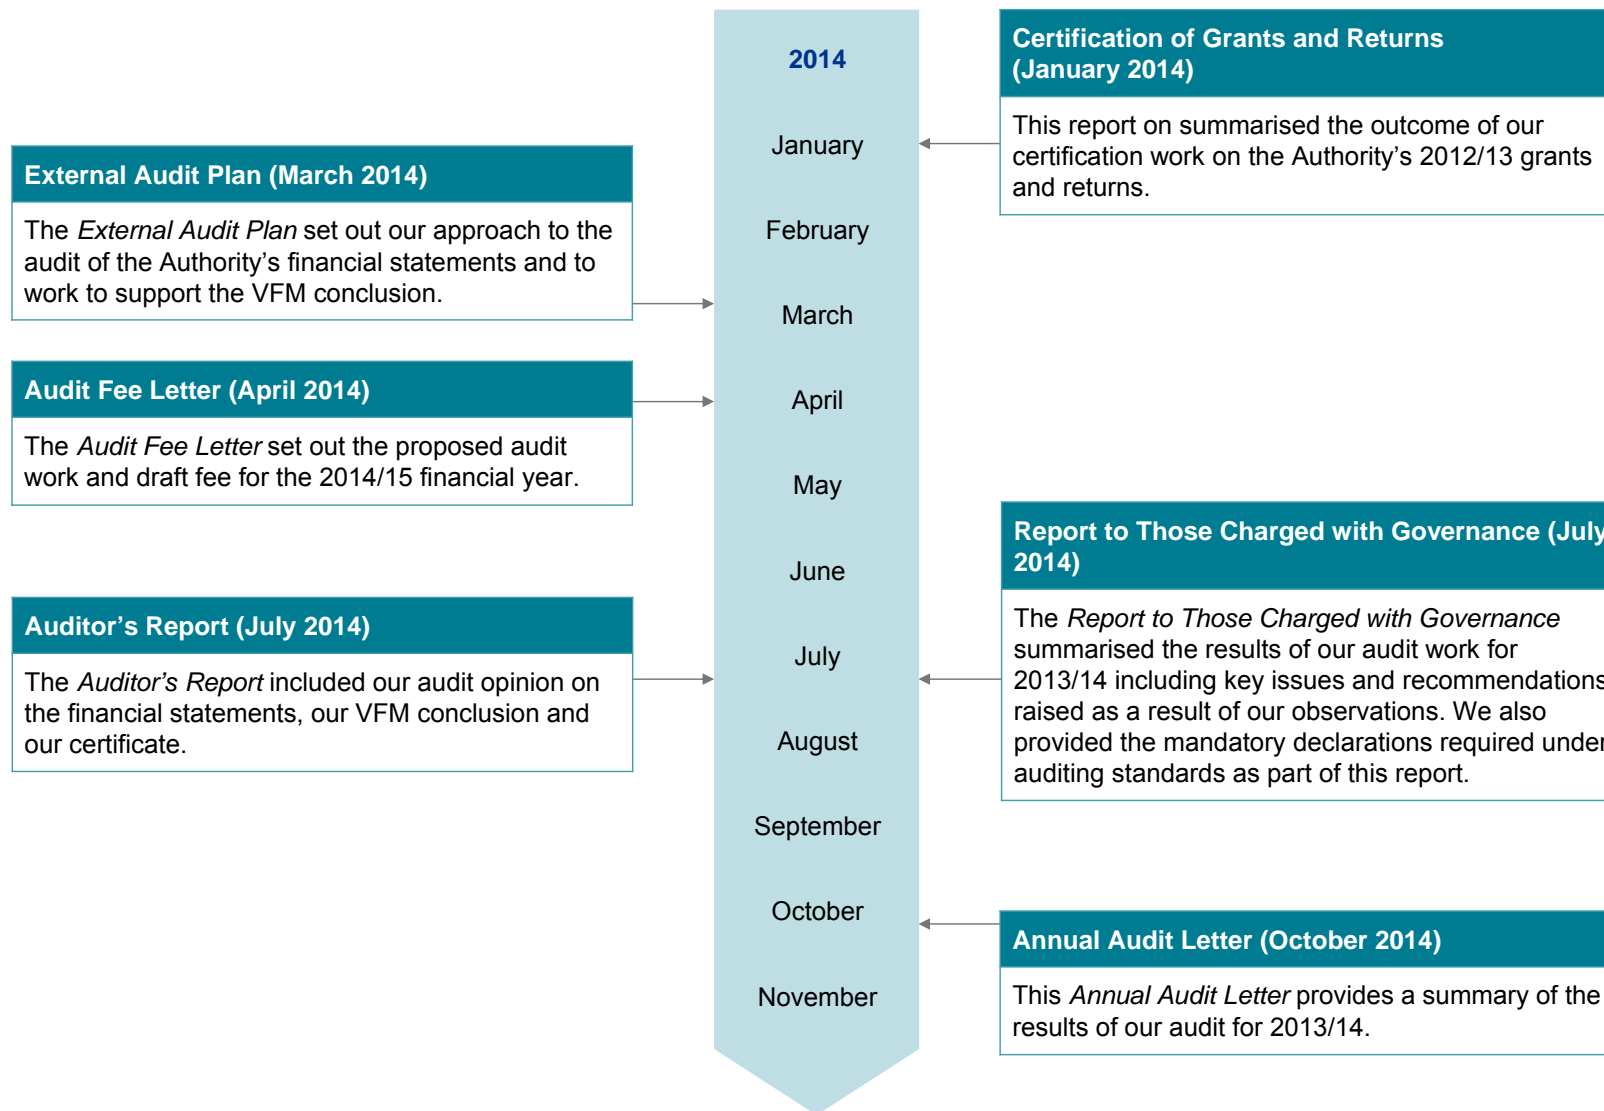 2014
January
February
March
April
May
June
July
August
September
October
November
External Audit Plan (March 2014)
The External Audit Plan set out our approach to the
audit of the Authority’s financial statements and to
work to support the VFM conclusion.
Audit Fee Letter (April 2014)
The Audit Fee Letter set out the proposed audit
work and draft fee for the 2014/15 financial year.
Auditor’s Report (July 2014)
The Auditor’s Report included our audit opinion on
the financial statements, our VFM conclusion and
our certificate.
Certification of Grants and Returns
(January 2014)
This report on summarised the outcome of our
certification work on the Authority’s 2012/13 grants
and returns.
Report to Those Charged with Governance (July
2014)
The Report to Those Charged with Governance
summarised the results of our audit work for
2013/14 including key issues and recommendations
raised as a result of our observations. We also
provided the mandatory declarations required under
auditing standards as part of this report.
Annual Audit Letter (October 2014)
This Annual Audit Letter provides a summary of the
results of our audit for 2013/14.